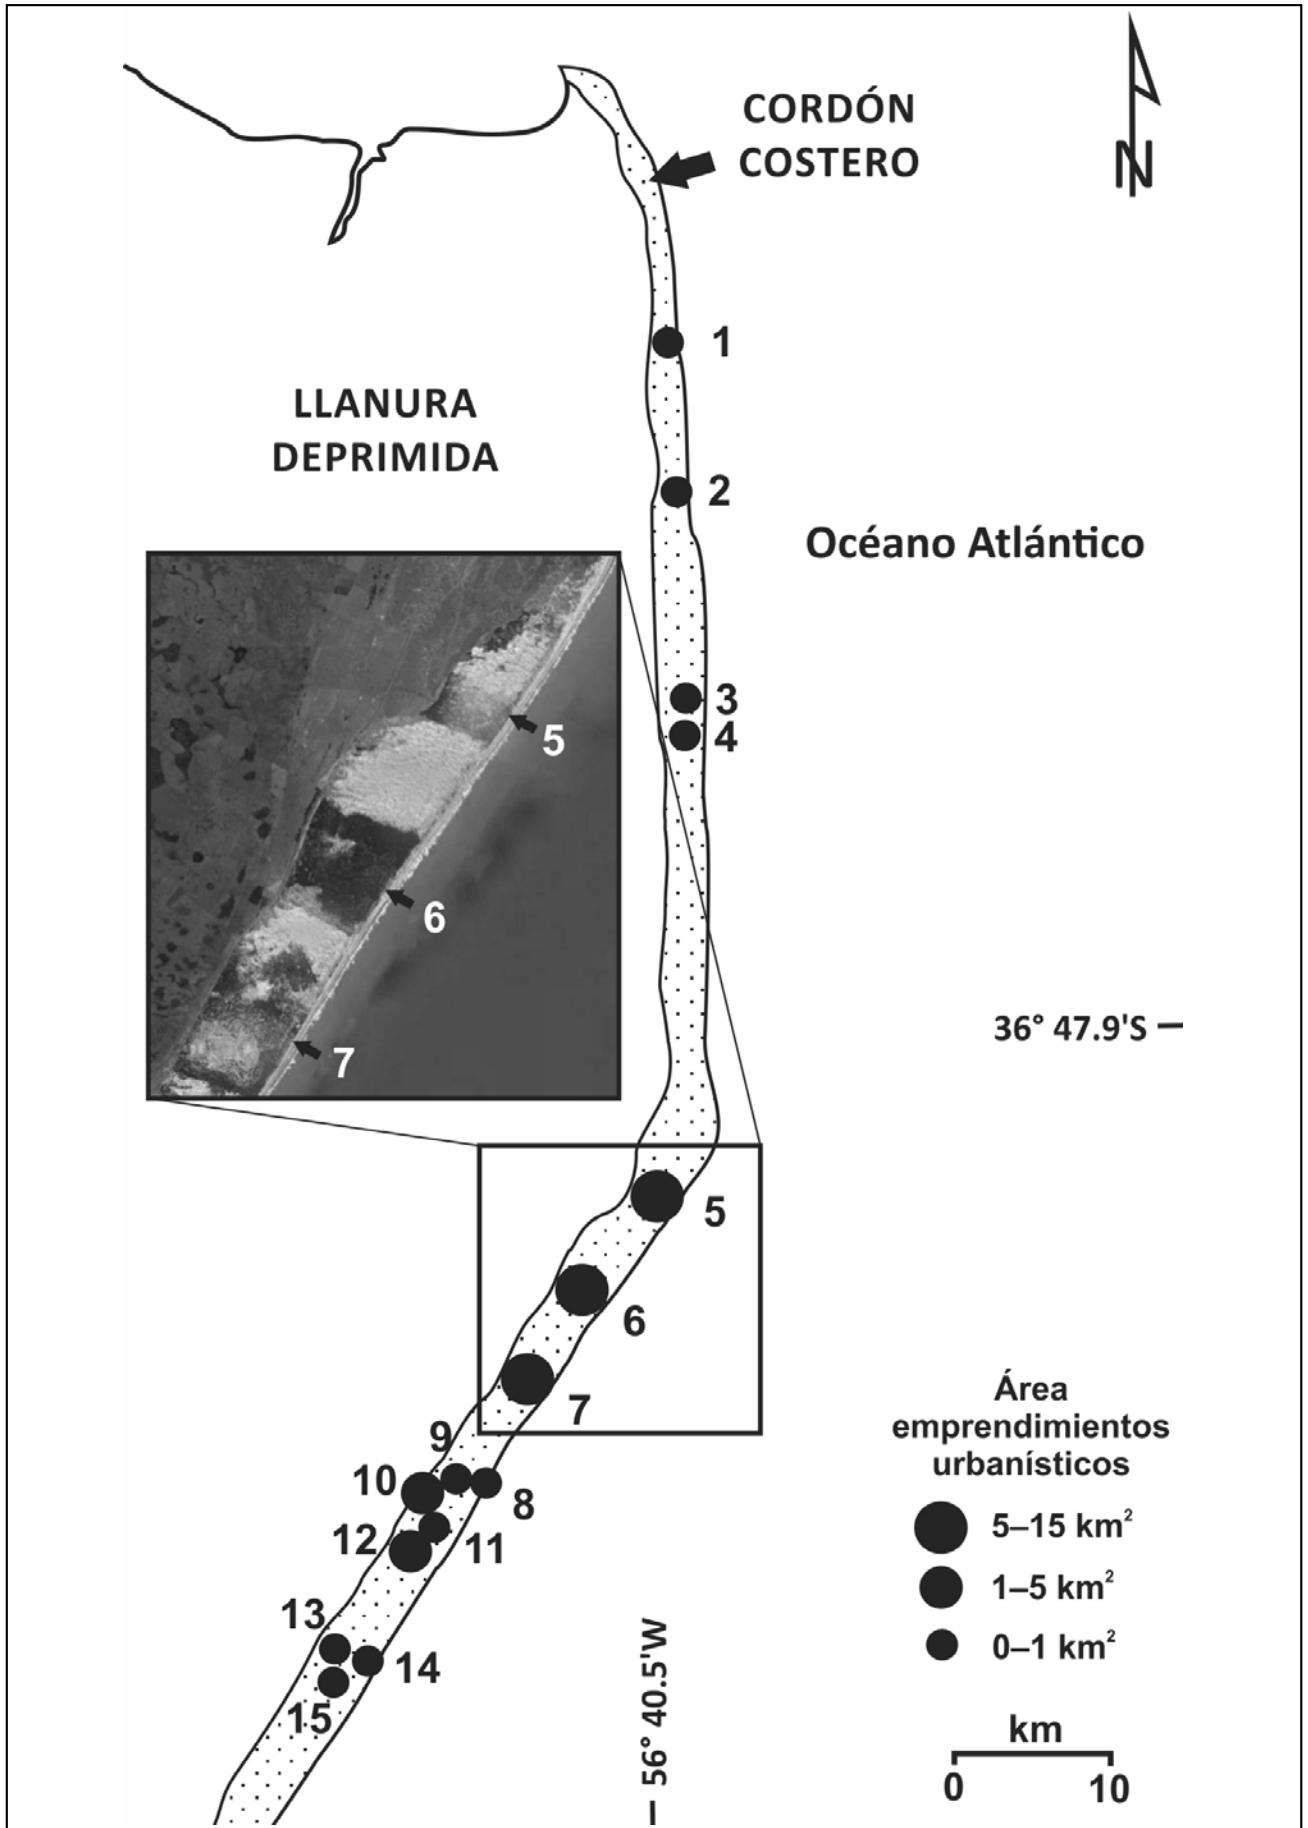 CORDÓN
COSTERO
N
1
LLANURA
DEPRIMIDA
2
Océano Atlántico
3
4
5
6
7
36° 47.9'S
5
6
7
9
10
8
12
11
13
14
15
56° 40.5'W
Área
emprendimientos
urbanísticos
5–15 km²
1–5 km²
0–1 km²
km
0 10